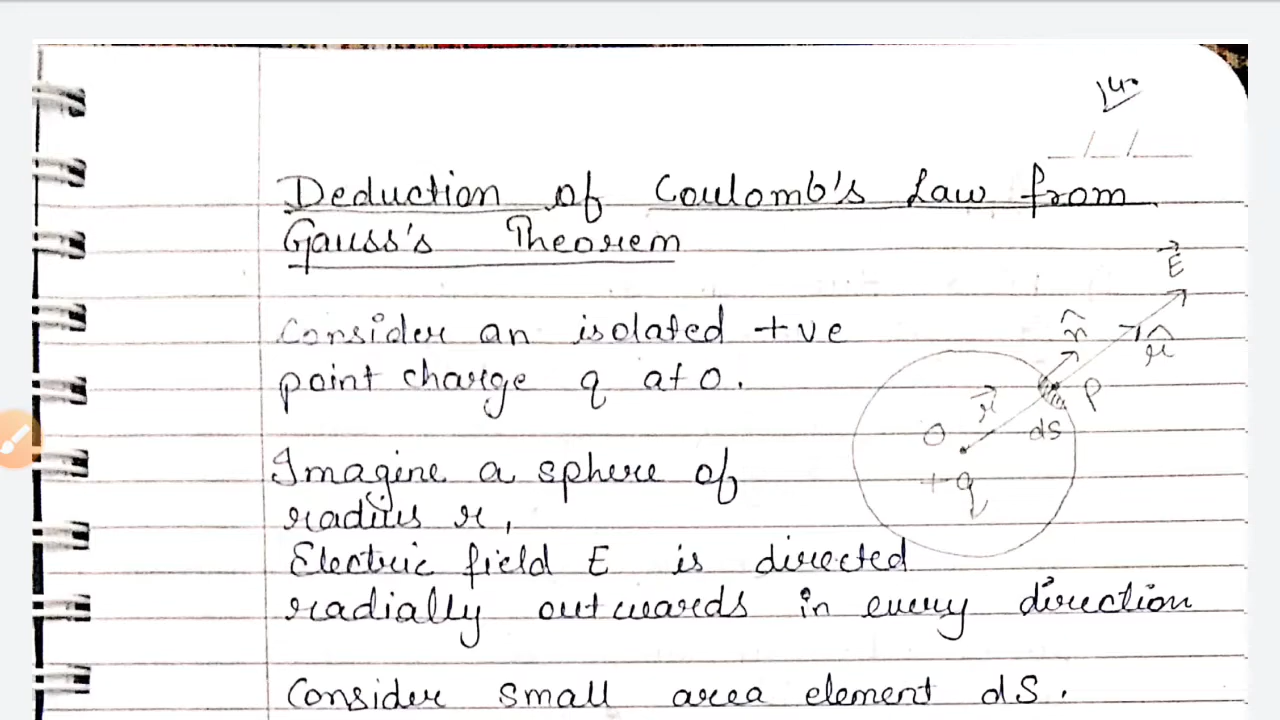 Deduction of Coulomb's Law from
Gauss's Theorem
E
Consider an isolated +ve
n̂
r̂
point charge q at O.
r
P
dS
O
+q
Imagine a sphere of
radius r,
Electric field E is directed
radially outwards in every direction
Consider small area element dS.